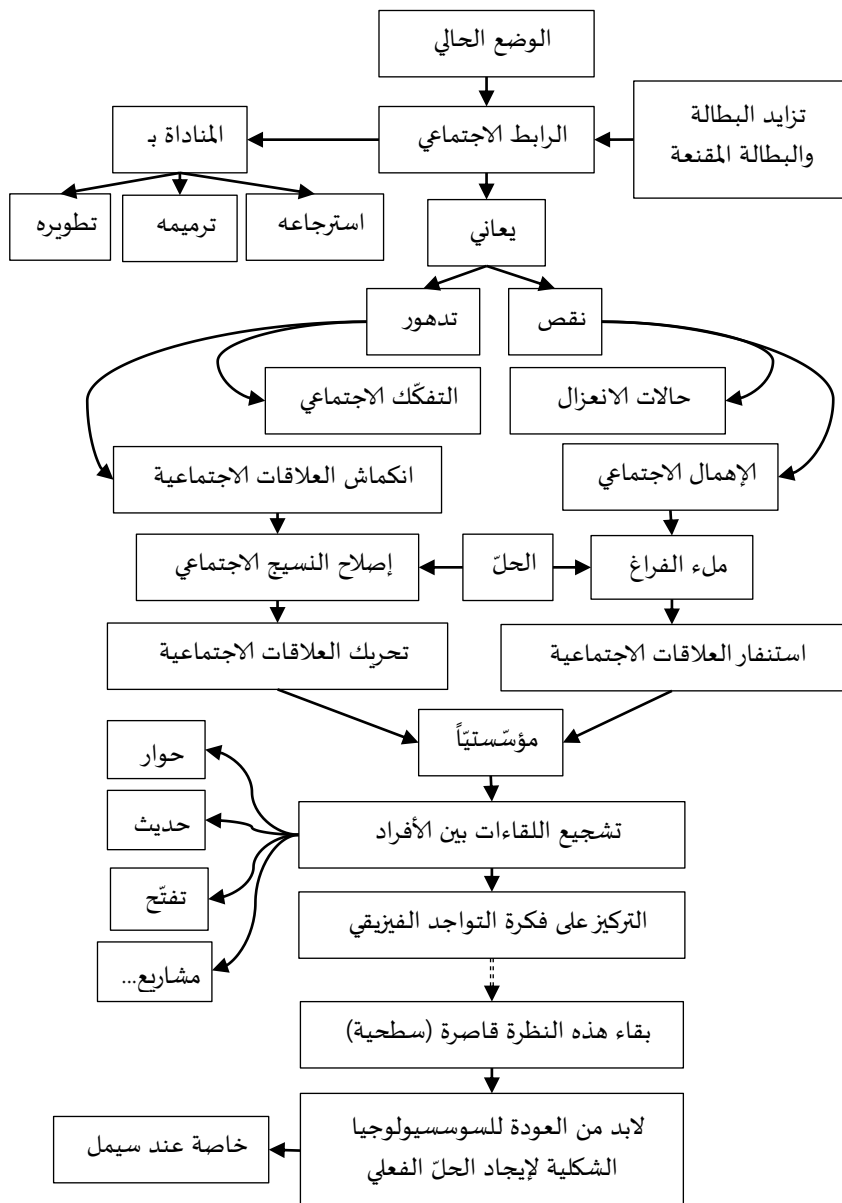 الوضع الحالي
تزايد البطالة
والبطالة المقنعة
الرابط الاجتماعي
المناداة بـ
استرجاعه
ترميمه
تطويره
يعاني
نقص
تدهور
حالات الانعزال
التفكّك الاجتماعي
الإهمال الاجتماعي
انكماش العلاقات الاجتماعية
ملء الفراغ
الحلّ
إصلاح النسيج الاجتماعي
استنفار العلاقات الاجتماعية
تحريك العلاقات الاجتماعية
مؤسّستيّاً
حوار
حديث
تفتّح
مشاريع...
تشجيع اللقاءات بين الأفراد
التركيز على فكرة التواجد الفيزيقي
بقاء هذه النظرة قاصرة (سطحية)
لابد من العودة للسوسسيولوجيا
الشكلية لإيجاد الحلّ الفعلي
خاصة عند سيمل